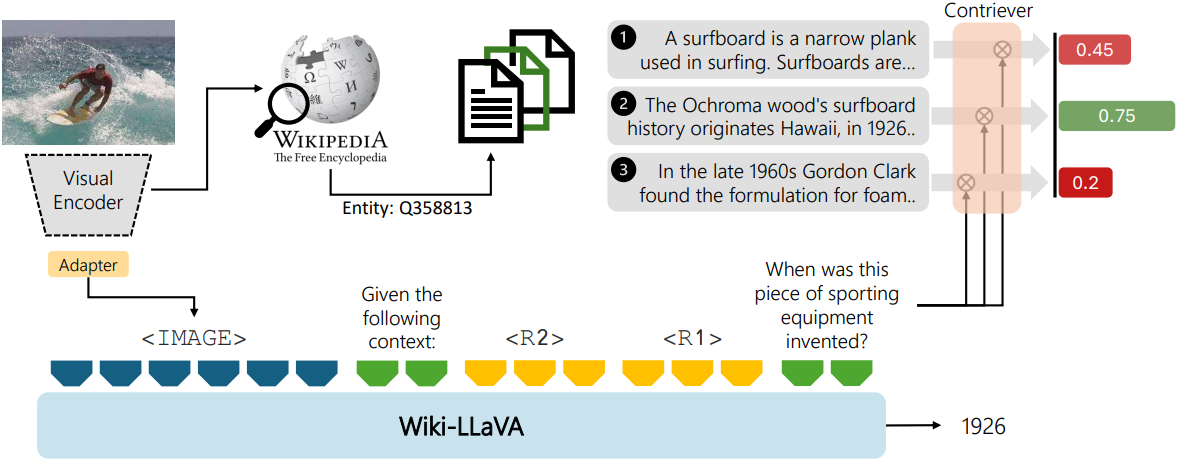 Contriever
1
A surfboard is a narrow plank
used in surfing. Surfboards are...
0.45
2
The Ochroma wood's surfboard
history originates Hawaii, in 1926..
0.75
3
In the late 1960s Gordon Clark
found the formulation for foam..
0.2
Ω
W
И
維
WIKIPEDIA
The Free Encyclopedia
Entity: Q358813
Visual
Encoder
Adapter
<IMAGE>
Given the
following
context:
<R2>
<R1>
When was this
piece of sporting
equipment
invented?
Wiki-LLaVA
1926